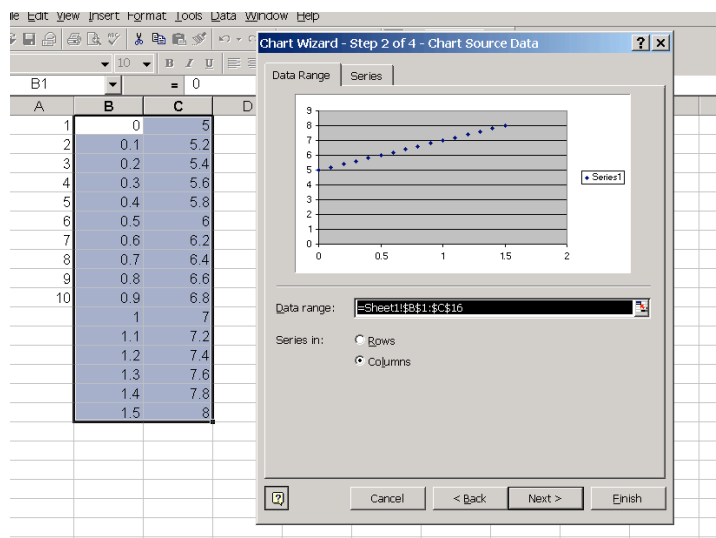 ile Edit View Insert Format Tools Data Window Help
10 B I U
B1 = 0
A B C D
1 0 5
2 0.1 5.2
3 0.2 5.4
4 0.3 5.6
5 0.4 5.8
6 0.5 6
7 0.6 6.2
8 0.7 6.4
9 0.8 6.6
10 0.9 6.8
1 7
1.1 7.2
1.2 7.4
1.3 7.6
1.4 7.8
1.5 8
Chart Wizard - Step 2 of 4 - Chart Source Data ? x
Data Range Series
9
8
7
6
5
4
3
2
1
0
0 0.5 1 1.5 2
Series1
Data range: =Sheet1!$B$1:$C$16
Series in: Rows
Columns
? Cancel < Back Next > Finish